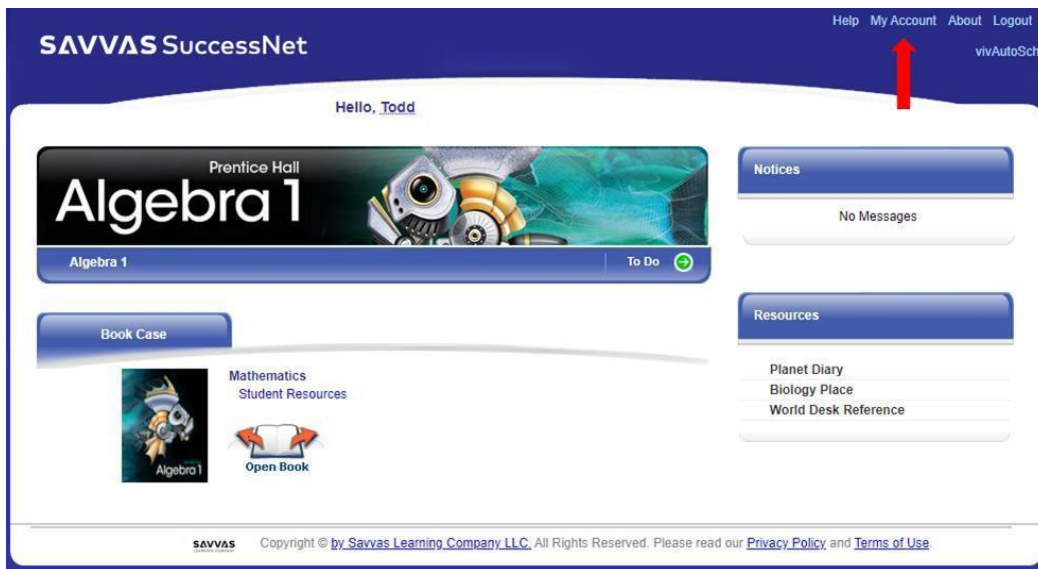 Help My Account About Logout
SAVVAS SuccessNet
vivAutoSch
Hello, Todd
Prentice Hall
Algebra 1
Algebra 1
To Do
Notices
No Messages
Book Case
Mathematics
Student Resources
Algebra 1
Open Book
Resources
Planet Diary
Biology Place
World Desk Reference
SAVVAS
Copyright © by Savvas Learning Company LLC. All Rights Reserved. Please read our Privacy Policy and Terms of Use.